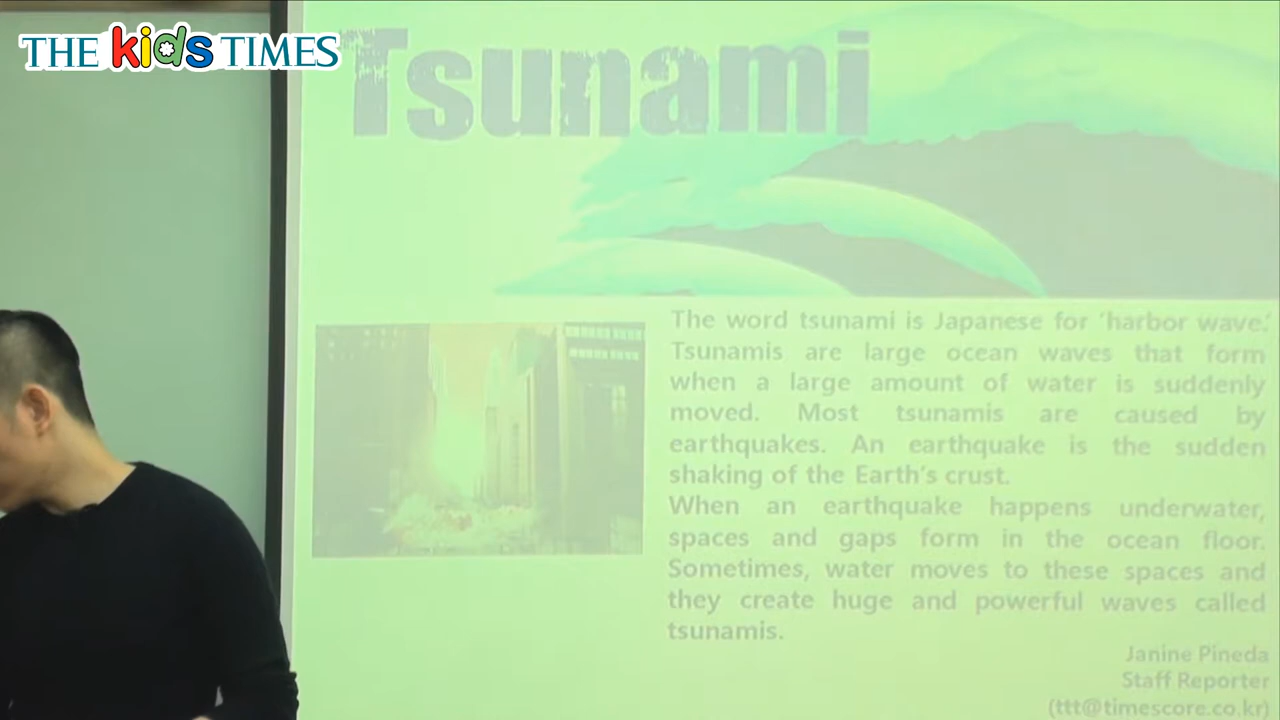 THE kids TIMES
Tsunami
The word tsunami is Japanese for ‘harbor wave.’
Tsunamis are large ocean waves that form
when a large amount of water is suddenly
moved. Most tsunamis are caused by
earthquakes. An earthquake is the sudden
shaking of the Earth’s crust.
When an earthquake happens underwater,
spaces and gaps form in the ocean floor.
Sometimes, water moves to these spaces and
they create huge and powerful waves called
tsunamis.
Janine Pineda
Staff Reporter
(ttt@timescore.co.kr)